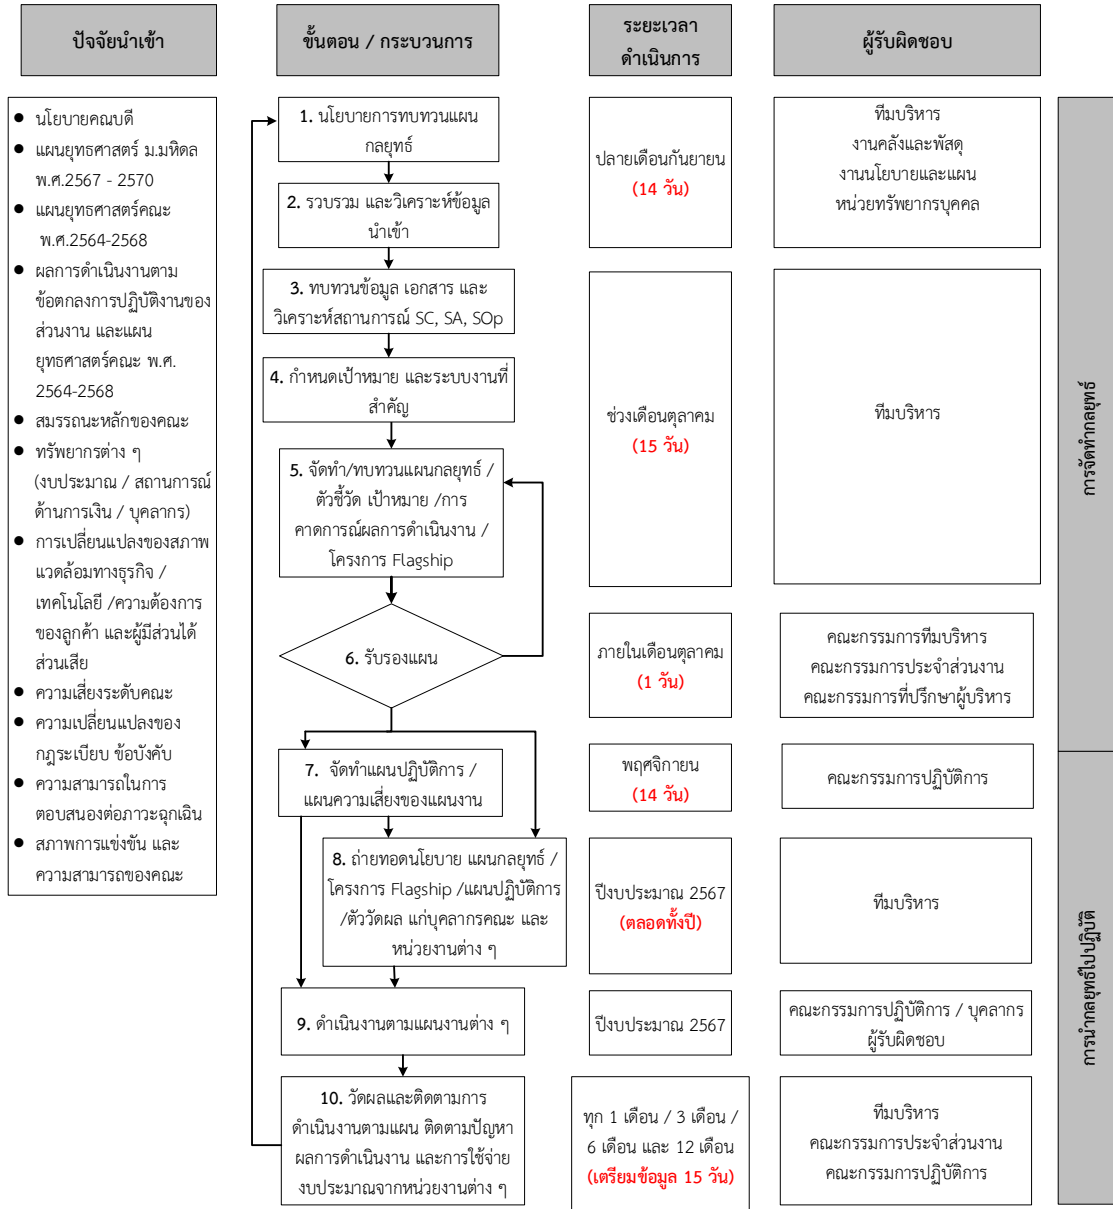 ปัจจัยนำเข้า
ขั้นตอน / กระบวนการ
ระยะเวลา
ดำเนินการ
ผู้รับผิดชอบ
● นโยบายคณบดี
● แผนยุทธศาสตร์ ม.มหิดล
พ.ศ.2567 - 2570
● แผนยุทธศาสตร์คณะ
พ.ศ.2564-2568
● ผลการดำเนินงานตาม
ข้อตกลงการปฏิบัติงานของ
ส่วนงาน และแผน
ยุทธศาสตร์คณะ พ.ศ.
2564-2568
● สมรรถนะหลักของคณะ
● ทรัพยากรต่าง ๆ
(งบประมาณ / สถานการณ์
ด้านการเงิน / บุคลากร)
● การเปลี่ยนแปลงของสภาพ
แวดล้อมทางธุรกิจ /
เทคโนโลยี /ความต้องการ
ของลูกค้า และผู้มีส่วนได้
ส่วนเสีย
● ความเสี่ยงระดับคณะ
● ความเปลี่ยนแปลงของ
กฎระเบียบ ข้อบังคับ
● ความสามารถในการ
ตอบสนองต่อภาวะฉุกเฉิน
● สภาพการแข่งขัน และ
ความสามารถของคณะ
1. นโยบายการทบทวนแผน
กลยุทธ์
2. รวบรวม และวิเคราะห์ข้อมูล
นำเข้า
ปลายเดือนกันยายน
(14 วัน)
ทีมบริหาร
งานคลังและพัสดุ
งานนโยบายและแผน
หน่วยทรัพยากรบุคคล
3. ทบทวนข้อมูล เอกสาร และ
วิเคราะห์สถานการณ์ SC, SA, SOp
4. กำหนดเป้าหมาย และระบบงานที่
สำคัญ
5. จัดทำ/ทบทวนแผนกลยุทธ์ /
ตัวชี้วัด เป้าหมาย /การ
คาดการณ์ผลการดำเนินงาน /
โครงการ Flagship
ช่วงเดือนตุลาคม
(15 วัน)
ทีมบริหาร
6. รับรองแผน
ภายในเดือนตุลาคม
(1 วัน)
คณะกรรมการทีมบริหาร
คณะกรรมการประจำส่วนงาน
คณะกรรมการที่ปรึกษาผู้บริหาร
การจัดทำกลยุทธ์
7. จัดทำแผนปฏิบัติการ /
แผนความเสี่ยงของแผนงาน
พฤศจิกายน
(14 วัน)
คณะกรรมการปฏิบัติการ
8. ถ่ายทอดนโยบาย แผนกลยุทธ์ /
โครงการ Flagship /แผนปฏิบัติการ
/ตัววัดผล แก่บุคลากรคณะ และ
หน่วยงานต่าง ๆ
ปีงบประมาณ 2567
(ตลอดทั้งปี)
ทีมบริหาร
9. ดำเนินงานตามแผนงานต่าง ๆ
ปีงบประมาณ 2567
คณะกรรมการปฏิบัติการ / บุคลากร
ผู้รับผิดชอบ
10. วัดผลและติดตามการ
ดำเนินงานตามแผน ติดตามปัญหา
ผลการดำเนินงาน และการใช้จ่าย
งบประมาณจากหน่วยงานต่าง ๆ
ทุก 1 เดือน / 3 เดือน /
6 เดือน และ 12 เดือน
(เตรียมข้อมูล 15 วัน)
ทีมบริหาร
คณะกรรมการประจำส่วนงาน
คณะกรรมการปฏิบัติการ
การนำกลยุทธ์ไปปฏิบัติ